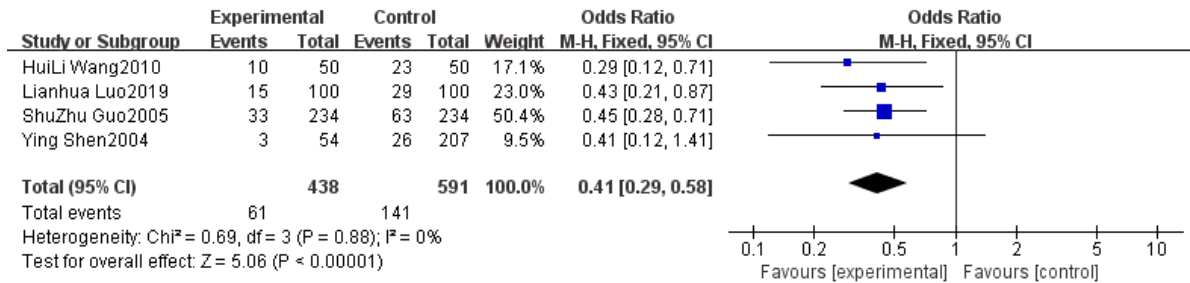 Experimental Control Odds Ratio Odds Ratio
Study or Subgroup Events Total Events Total Weight M-H, Fixed, 95% CI M-H, Fixed, 95% CI
HuiLi Wang2010 10 50 23 50 17.1% 0.29 [0.12, 0.71]
Lianhua Luo2019 15 100 29 100 23.0% 0.43 [0.21, 0.87]
ShuZhu Guo2005 33 234 63 234 50.4% 0.45 [0.28, 0.71]
Ying Shen2004 3 54 26 207 9.5% 0.41 [0.12, 1.41]
Total (95% CI) 438 591 100.0% 0.41 [0.29, 0.58]
Total events 61 141
Heterogeneity: Chi² = 0.69, df = 3 (P = 0.88); I² = 0%
Test for overall effect: Z = 5.06 (P < 0.00001)
0.1 0.2 0.5 1 2 5 10
Favours [experimental] Favours [control]